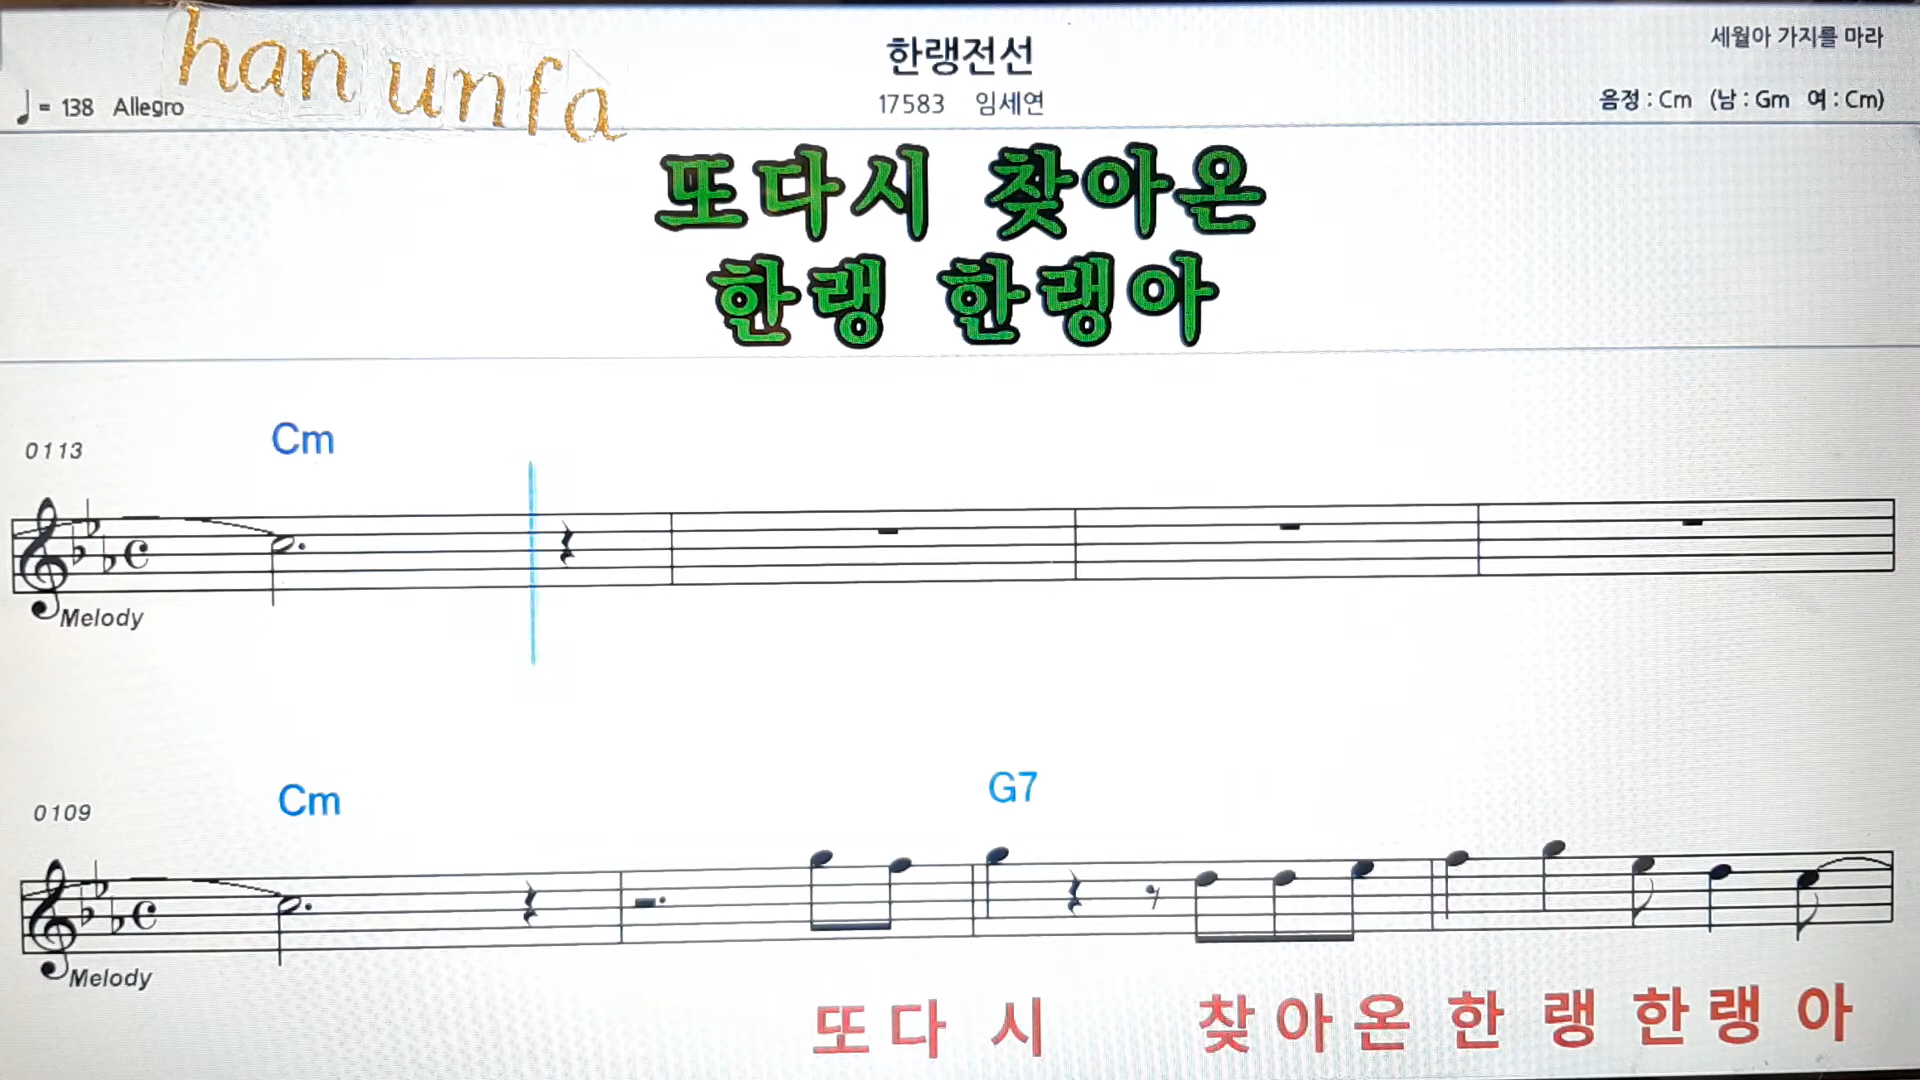 han unfa
한랭전선
세월아 가지를 마라
♩ = 138 Allegro
17583 임세연
음정 : Cm (남 : Gm 여 : Cm)
또다시 찾아온
한랭 한랭아
0113
Cm
Melody
0109
Cm
G7
Melody
또 다 시 찾 아 온 한 랭 한 랭 아